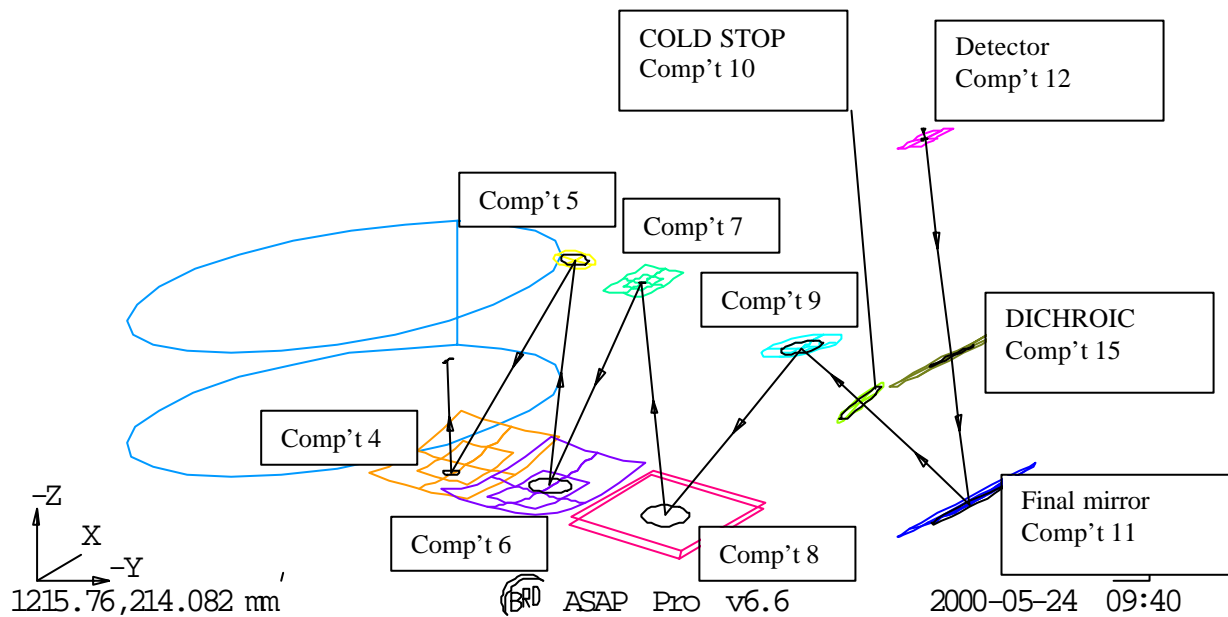 COLD STOP
Comp't 10
Detector
Comp't 12
Comp't 5
Comp't 7
Comp't 9
DICHROIC
Comp't 15
Comp't 4
Final mirror
Comp't 11
Comp't 6
Comp't 8
-Z
X
-Y
1215.76,214.082 mm
BRO ASAP Pro v6.6
2000-05-24 09:40